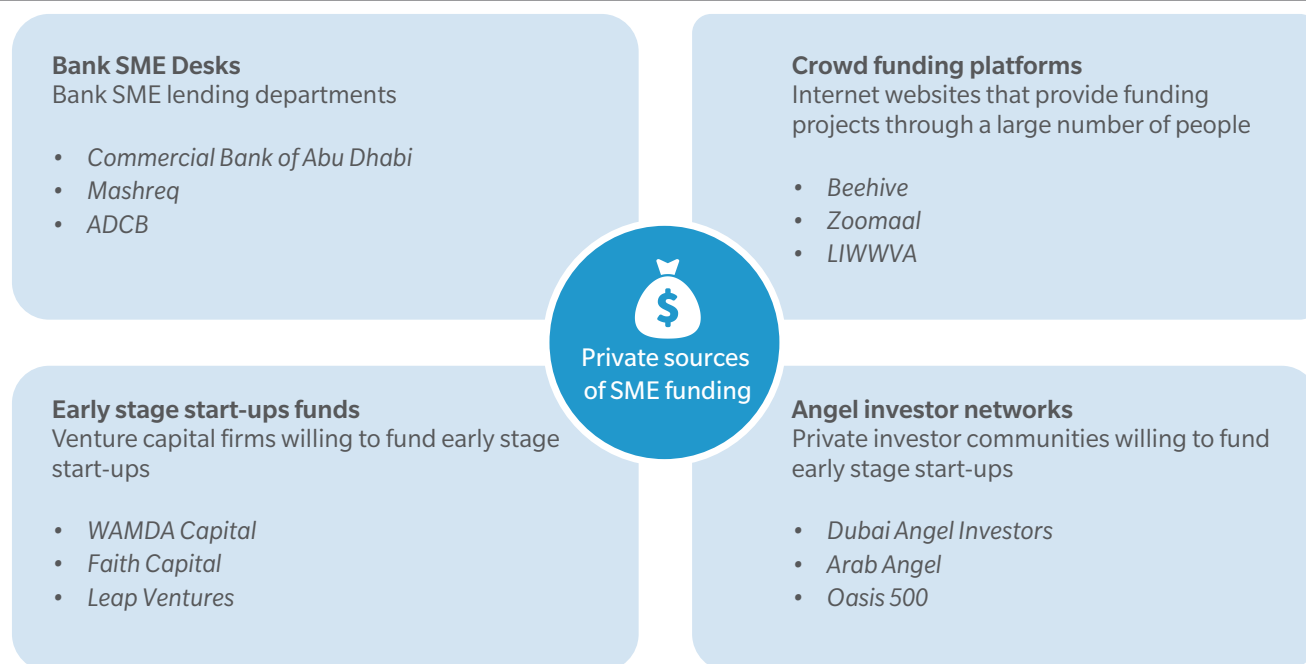 Bank SME Desks
Bank SME lending departments
• Commercial Bank of Abu Dhabi
• Mashreq
• ADCB
Crowd funding platforms
Internet websites that provide funding
projects through a large number of people
• Beehive
• Zoomaal
• LIWWVA
$
Private sources
of SME funding
Early stage start-ups funds
Venture capital firms willing to fund early stage
start-ups
• WAMDA Capital
• Faith Capital
• Leap Ventures
Angel investor networks
Private investor communities willing to fund
early stage start-ups
• Dubai Angel Investors
• Arab Angel
• Oasis 500